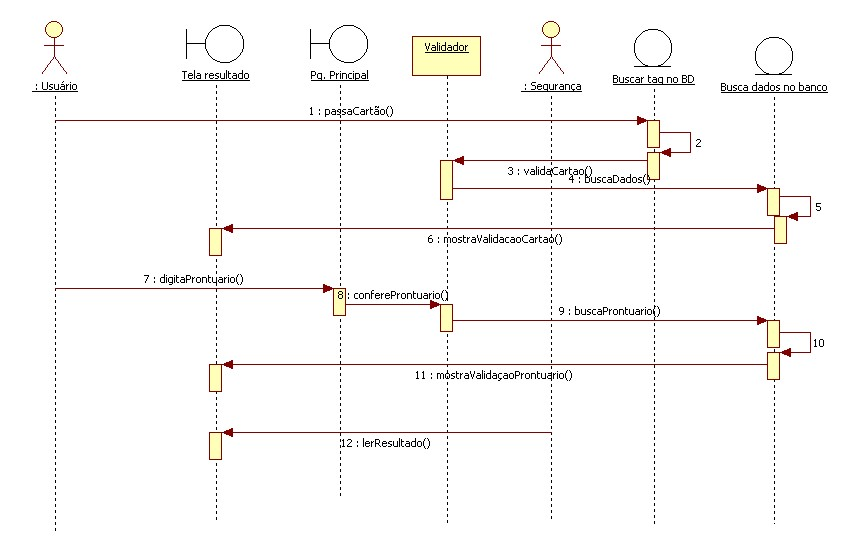 : Usuário
Tela resultado
Pg. Principal
Validador
: Segurança
Buscar tag no BD
Busca dados no banco
1 : passaCartão()
2
3 : validaCartao()
4 : buscaDados()
5
6 : mostraValidacaoCartao()
7 : digitaProntuario()
8 : confereProntuario()
9 : buscaProntuario()
10
11 : mostraValidaçaoProntuario()
12 : lerResultado()